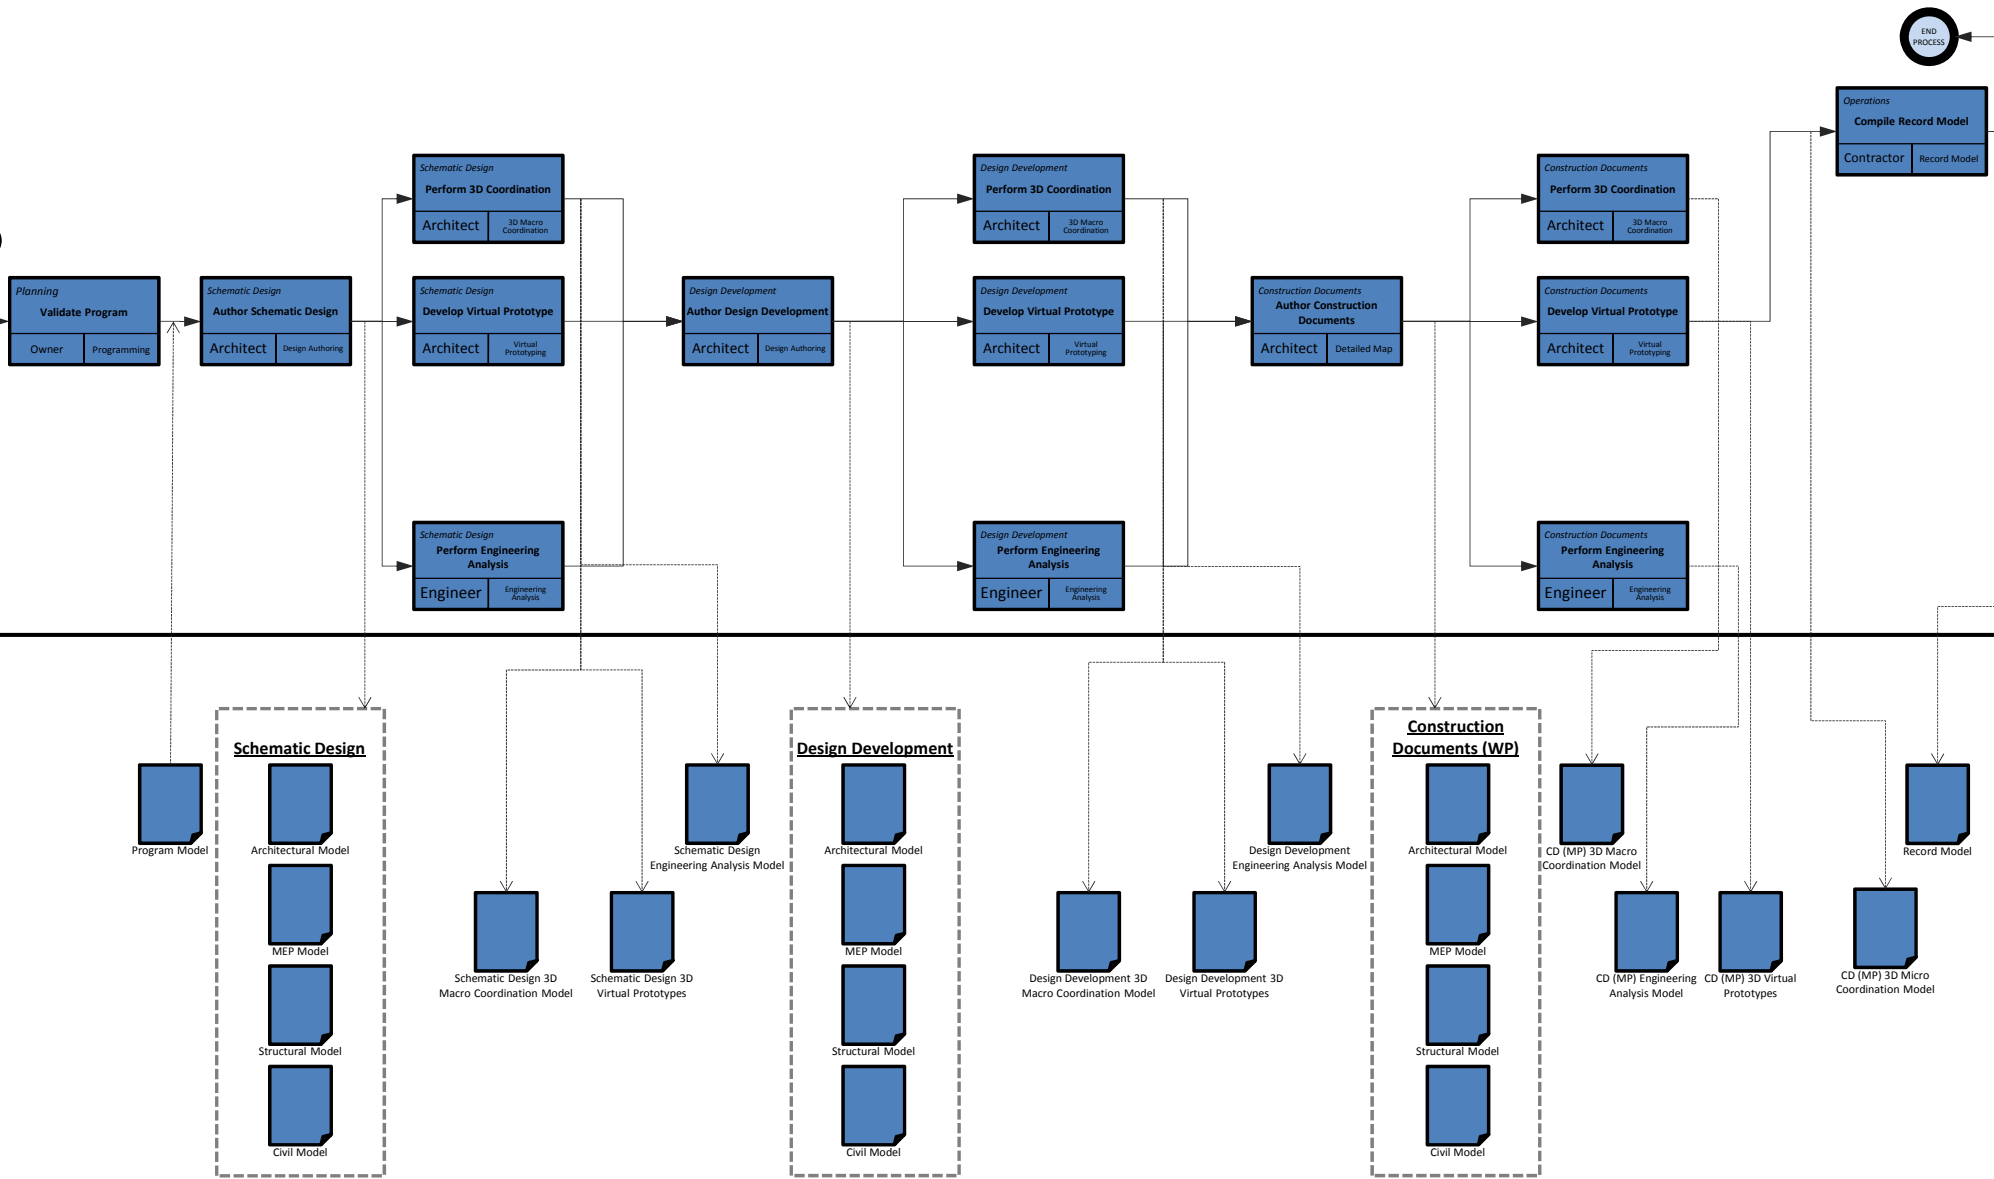 END
PROCESS
Operations
Compile Record Model
Contractor
Record Model
Schematic Design
Perform 3D Coordination
Architect
3D Macro
Coordination
Design Development
Perform 3D Coordination
Architect
3D Macro
Coordination
Construction Documents
Perform 3D Coordination
Architect
3D Macro
Coordination
Planning
Validate Program
Owner
Programming
Schematic Design
Author Schematic Design
Architect
Design Authoring
Schematic Design
Develop Virtual Prototype
Architect
Virtual
Prototyping
Design Development
Author Design Development
Architect
Design Authoring
Design Development
Develop Virtual Prototype
Architect
Virtual
Prototyping
Construction Documents
Author Construction
Documents
Architect
Detailed Map
Construction Documents
Develop Virtual Prototype
Architect
Virtual
Prototyping
Schematic Design
Perform Engineering
Analysis
Engineer
Engineering
Analysis
Design Development
Perform Engineering
Analysis
Engineer
Engineering
Analysis
Construction Documents
Perform Engineering
Analysis
Engineer
Engineering
Analysis
Program Model
Schematic Design
Architectural Model
MEP Model
Structural Model
Civil Model
Schematic Design 3D
Macro Coordination Model
Schematic Design 3D
Virtual Prototypes
Schematic Design
Engineering Analysis Model
Design Development
Architectural Model
MEP Model
Structural Model
Civil Model
Design Development 3D
Macro Coordination Model
Design Development 3D
Virtual Prototypes
Design Development
Engineering Analysis Model
Construction
Documents (WP)
Architectural Model
MEP Model
Structural Model
Civil Model
CD (MP) 3D Macro
Coordination Model
CD (MP) Engineering
Analysis Model
CD (MP) 3D Virtual
Prototypes
CD (MP) 3D Micro
Coordination Model
Record Model